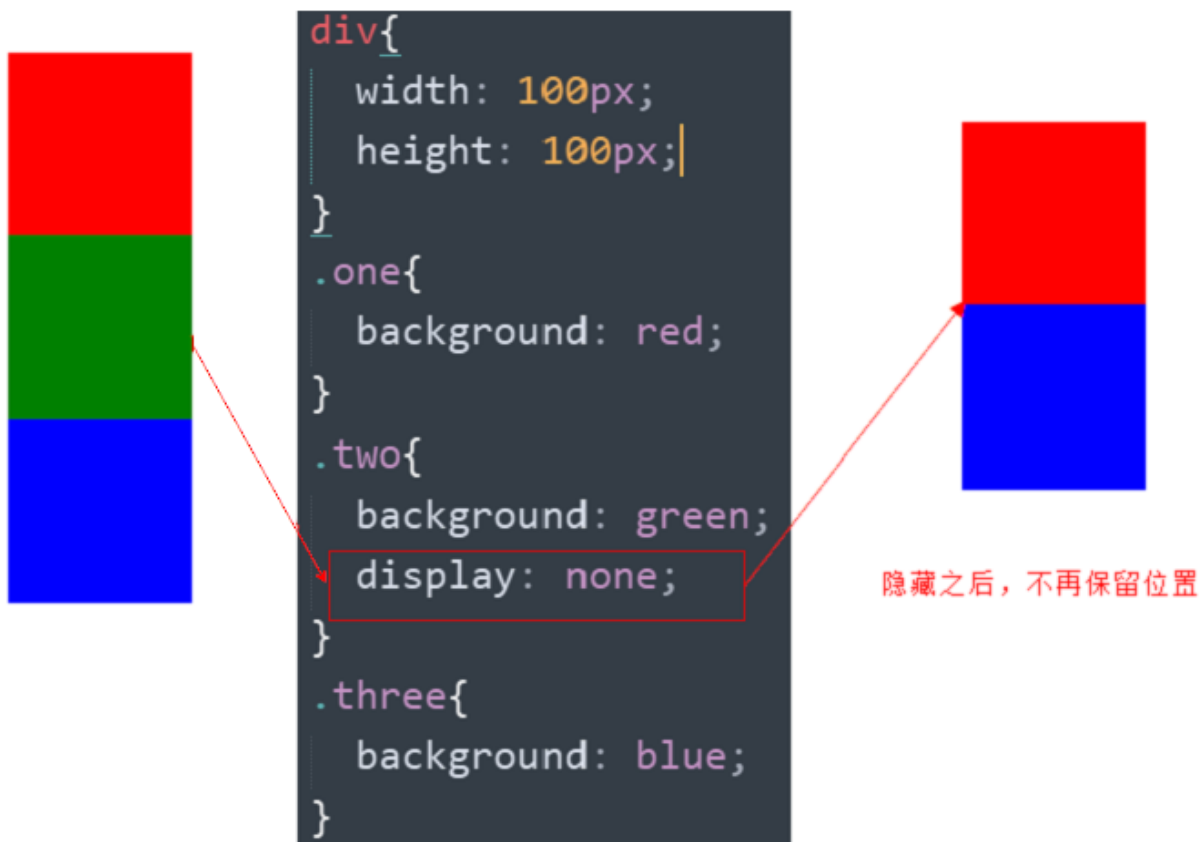 div{
width: 100px;
height: 100px;
}
.one{
background: red;
}
.two{
background: green;
display: none;
}
.three{
background: blue;
}
隐藏之后，不再保留位置